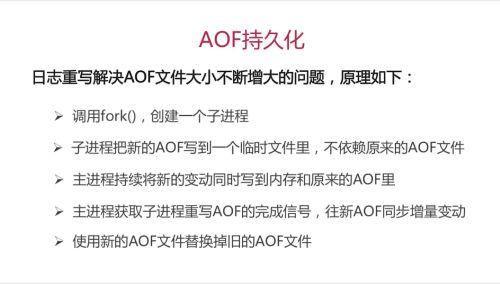 AOF持久化
日志重写解决AOF文件大小不断增大的问题，原理如下：
➢ 调用fork()，创建一个子进程
➢ 子进程把新的AOF写到一个临时文件里，不依赖原来的AOF文件
➢ 主进程持续将新的变动同时写到内存和原来的AOF里
➢ 主进程获取子进程重写AOF的完成信号，往新AOF同步增量变动
➢ 使用新的AOF文件替换掉旧的AOF文件